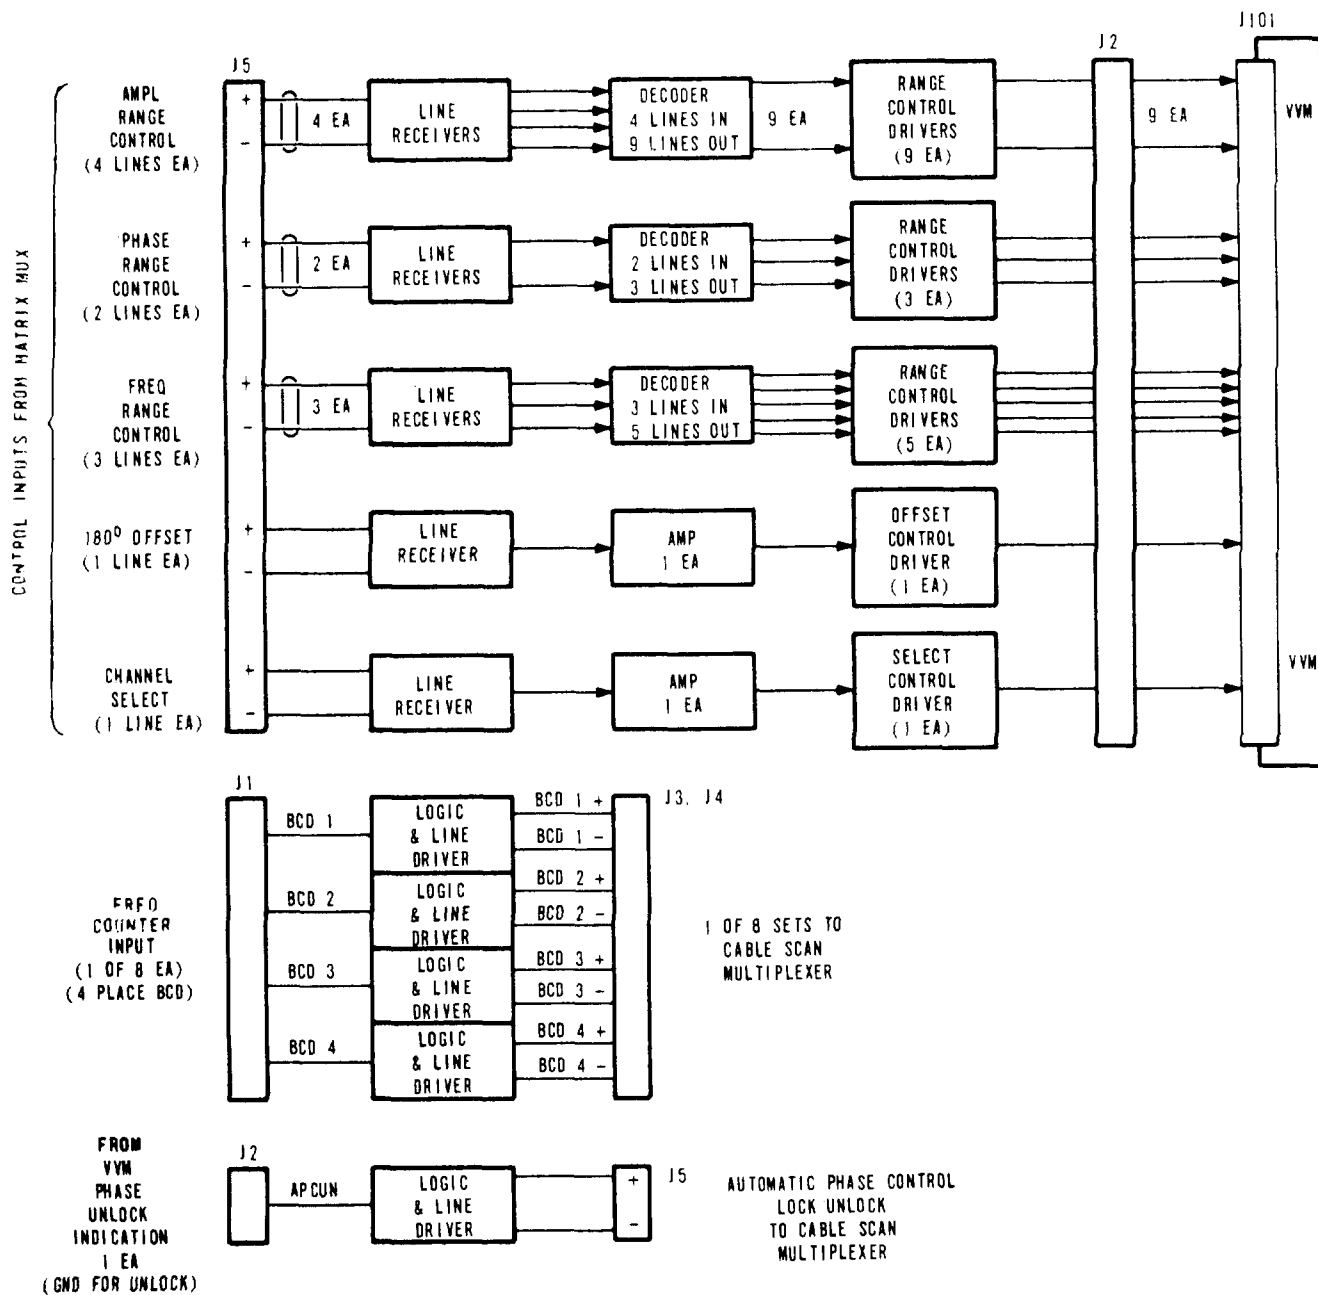 CONTROL INPUTS FROM MATRIX MUX
J5
J2
J101
AMPL
RANGE
CONTROL
(4 LINES EA)
+
-
4 EA
LINE
RECEIVERS
DECODER
4 LINES IN
9 LINES OUT
9 EA
RANGE
CONTROL
DRIVERS
(9 EA)
9 EA
VVM
PHASE
RANGE
CONTROL
(2 LINES EA)
+
-
2 EA
LINE
RECEIVERS
DECODER
2 LINES IN
3 LINES OUT
RANGE
CONTROL
DRIVERS
(3 EA)
FREQ
RANGE
CONTROL
(3 LINES EA)
+
-
3 EA
LINE
RECEIVERS
DECODER
3 LINES IN
5 LINES OUT
RANGE
CONTROL
DRIVERS
(5 EA)
180° OFFSET
(1 LINE EA)
+
-
LINE
RECEIVER
AMP
1 EA
OFFSET
CONTROL
DRIVER
(1 EA)
CHANNEL
SELECT
(1 LINE EA)
+
-
LINE
RECEIVER
AMP
1 EA
SELECT
CONTROL
DRIVER
(1 EA)
VVM
FREQ
COUNTER
INPUT
(1 OF 8 EA)
(4 PLACE BCD)
J1
BCD 1
BCD 2
BCD 3
BCD 4
LOGIC
& LINE
DRIVER
LOGIC
& LINE
DRIVER
LOGIC
& LINE
DRIVER
LOGIC
& LINE
DRIVER
BCD 1 +
BCD 1 -
BCD 2 +
BCD 2 -
BCD 3 +
BCD 3 -
BCD 4 +
BCD 4 -
J3, J4
1 OF 8 SETS TO
CABLE SCAN
MULTIPLEXER
FROM
VVM
PHASE
UNLOCK
INDICATION
1 EA
(GND FOR UNLOCK)
J2
APCUN
LOGIC
& LINE
DRIVER
+
-
J5
AUTOMATIC PHASE CONTROL
LOCK UNLOCK
TO CABLE SCAN
MULTIPLEXER